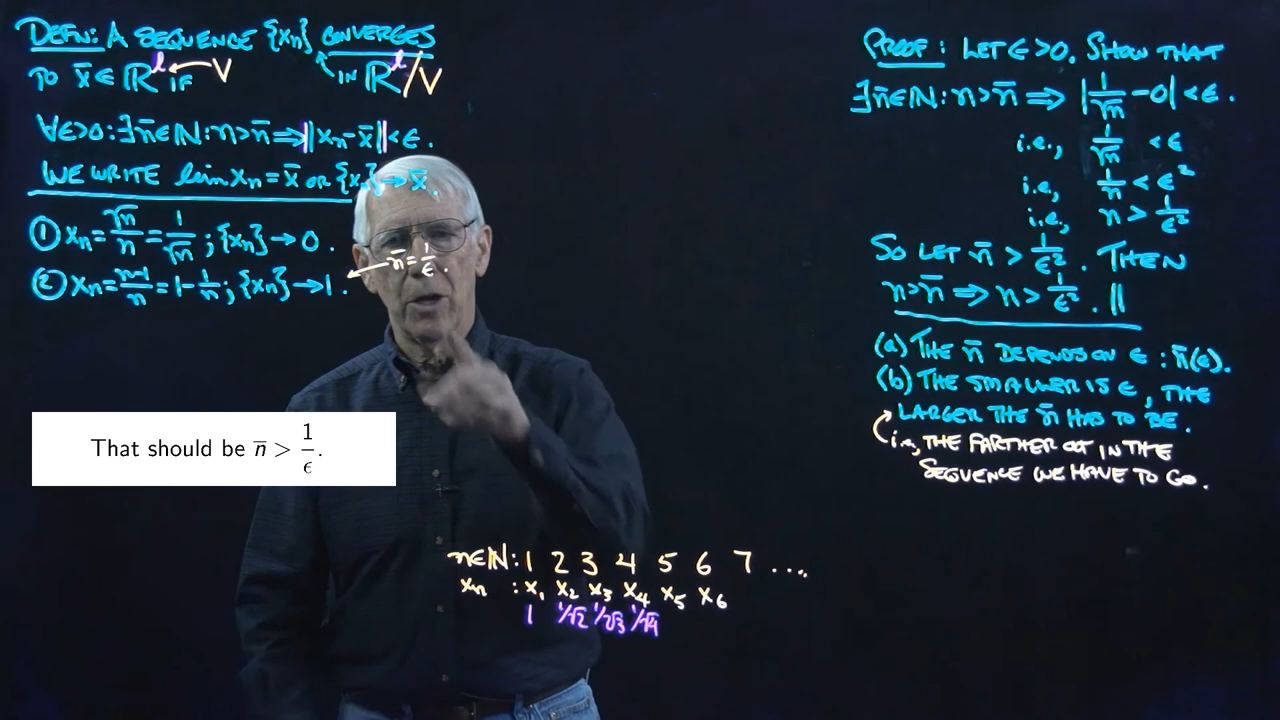 DEFN: A SEQUENCE {xₙ} CONVERGES
TO x̄ ∈ ℝˡ IF ← V
IN ℝˡ/V
∀ϵ>0: ∃n̄∈ℕ: n>n̄ ⟹ ||xₙ-x̄|| < ϵ.
WE WRITE lim xₙ = x̄ OR {xₙ} → x̄.
① xₙ = √n/n = 1/√n ; {xₙ} → 0.
② xₙ = n-1/n = 1-1/n ; {xₙ} → 1. ← n̄ = 1/ϵ.
That should be n̄ > 1/ϵ.
n∈ℕ: 1 2 3 4 5 6 7 ...
xₙ : x₁ x₂ x₃ x₄ x₅ x₆
1 1/√2 1/√3 1/√4
PROOF: LET ϵ>0. SHOW THAT
∃n̄∈ℕ: n>n̄ ⟹ |1/√n - 0| < ϵ.
i.e., 1/√n < ϵ
i.e, 1/n < ϵ²
i.e., n > 1/ϵ²
SO LET n̄ > 1/ϵ². THEN
n>n̄ ⟹ n > 1/ϵ². ||
(a) THE n̄ DEPENDS ON ϵ: n̄(ϵ).
(b) THE SMALLER IS ϵ, THE
LARGER THE n̄ HAS TO BE.
i.e., THE FARTHER OUT IN THE
SEQUENCE WE HAVE TO GO.